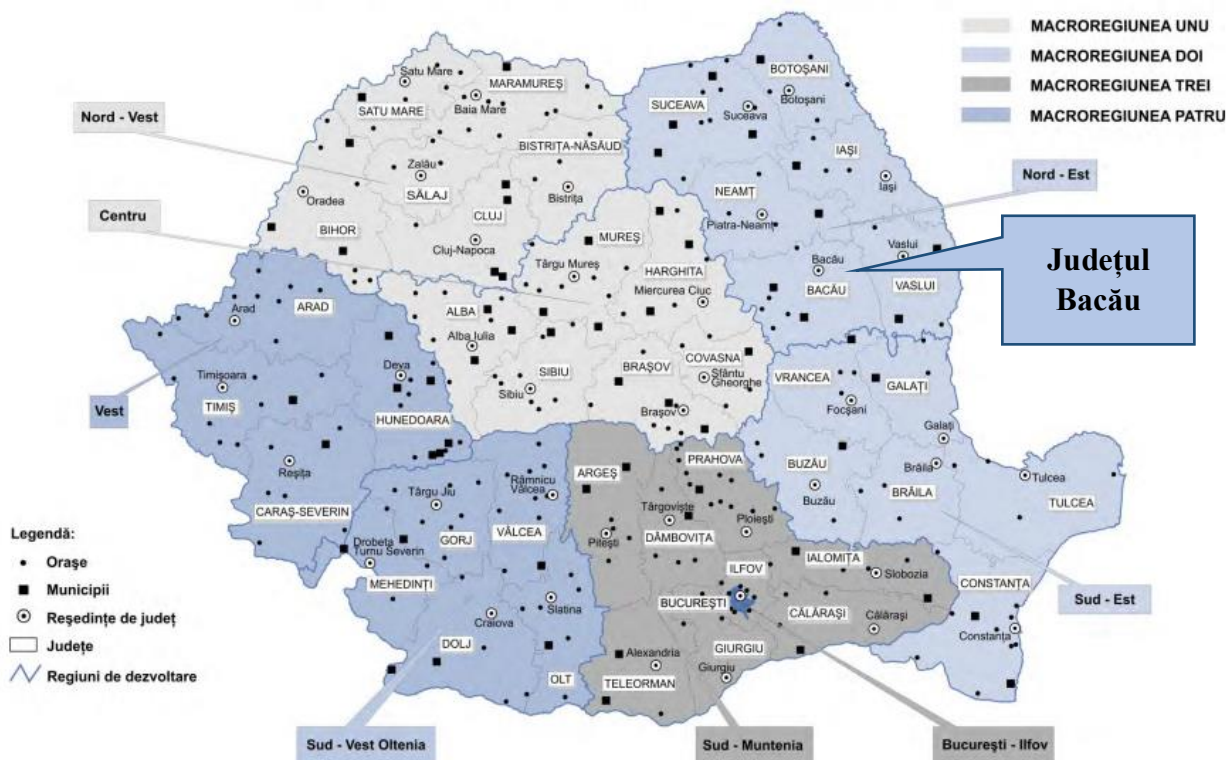 MACROREGIUNEA UNU
MACROREGIUNEA DOI
MACROREGIUNEA TREI
MACROREGIUNEA PATRU
Nord - Vest
Centru
Vest
Nord - Est
Județul
Bacău
Sud - Est
Sud - Vest Oltenia
Sud - Muntenia
București - Ilfov
Satu Mare
SATU MARE
MARAMUREȘ
Baia Mare
BISTRIȚA-NĂSĂUD
Bistrița
Zalău
SĂLAJ
Oradea
BIHOR
CLUJ
Cluj-Napoca
SUCEAVA
Suceava
BOTOȘANI
Botoșani
IAȘI
Iași
NEAMȚ
Piatra-Neamț
Bacău
BACĂU
Vaslui
VASLUI
MUREȘ
Târgu Mureș
HARGHITA
Miercurea Ciuc
ALBA
Alba Iulia
SIBIU
Sibiu
BRAȘOV
Brașov
COVASNA
Sfântu
Gheorghe
ARAD
Arad
Timișoara
TIMIȘ
Deva
HUNEDOARA
Reșița
CARAȘ-SEVERIN
VRANCEA
Focșani
GALAȚI
Galați
BUZĂU
Buzău
Brăila
BRĂILA
Tulcea
TULCEA
CONSTANȚA
Constanța
Târgu Jiu
GORJ
Râmnicu
Vâlcea
VÂLCEA
Drobeta
Turnu Severin
MEHEDINȚI
Craiova
DOLJ
Slatina
OLT
ARGEȘ
Pitești
PRAHOVA
Ploiești
Târgoviște
DÂMBOVIȚA
ILFOV
BUCUREȘTI
IALOMIȚA
Slobozia
CĂLĂRAȘI
Călărași
GIURGIU
Giurgiu
Alexandria
TELEORMAN
Legendă:
Orașe
Municipii
Reședințe de județ
Județe
Regiuni de dezvoltare